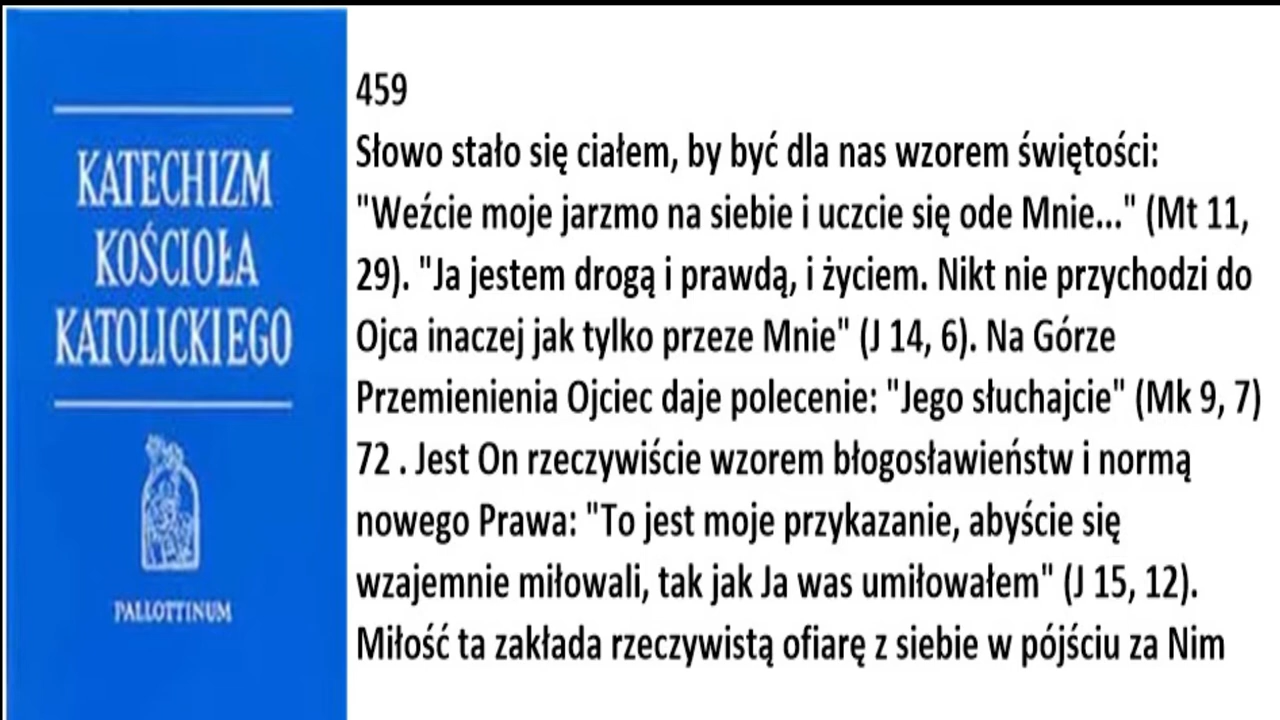 KATECHIZM
KOŚCIOŁA
KATOLICKIEGO
PALLOTTINUM
459
Słowo stało się ciałem, by być dla nas wzorem świętości:
"Weźcie moje jarzmo na siebie i uczcie się ode Mnie..." (Mt 11,
29). "Ja jestem drogą i prawdą, i życiem. Nikt nie przychodzi do
Ojca inaczej jak tylko przeze Mnie" (J 14, 6). Na Górze
Przemienienia Ojciec daje polecenie: "Jego słuchajcie" (Mk 9, 7)
72 . Jest On rzeczywiście wzorem błogosławieństw i normą
nowego Prawa: "To jest moje przykazanie, abyście się
wzajemnie miłowali, tak jak Ja was umiłowałem" (J 15, 12).
Miłość ta zakłada rzeczywistą ofiarę z siebie w pójściu za Nim